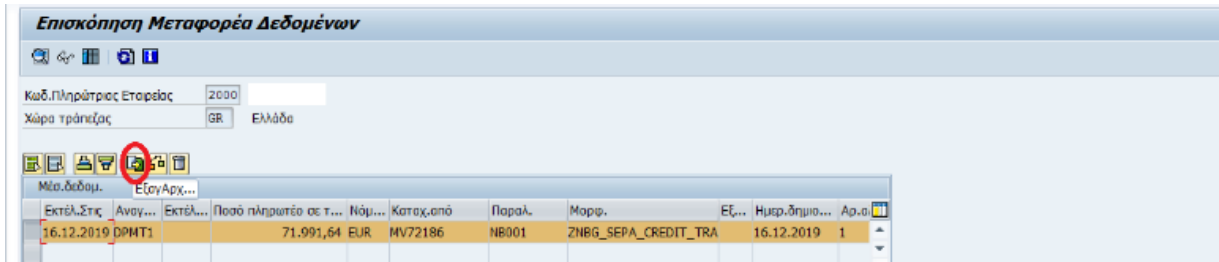 Επισκόπηση Μεταφορέα Δεδομένων
Κωδ.Πληρώτριας Εταιρείας 2000
Χώρα τράπεζας GR Ελλάδα
Μέσ.δεδομ.
ΕξαγΑρχ...
Εκτέλ.Στις Αναγ... Εκτέλ... Ποσό πληρωτέο σε τ... Νόμ... Καταχ.από Παραλ. Μορφ. Εξ... Ημερ.δημιο... Αρ.α
16.12.2019 DPMT1 71.991,64 EUR MV72186 NB001 ZNBG_SEPA_CREDIT_TRA 16.12.2019 1